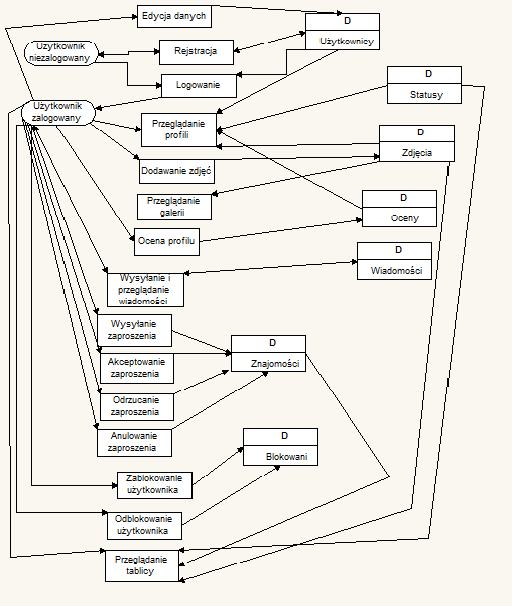 Edycja danych
D
Użytkownicy
Użytkownik
niezalogowany
Rejstracja
Logowanie
D
Statusy
Użytkownik
zalogowany
Przeglądanie
profili
D
Zdjęcia
Dodawanie zdjęć
Przeglądanie
galerii
D
Oceny
Ocena profilu
D
Wiadomości
Wysyłanie i
przeglądanie
wiadomości
Wysyłanie
zaproszenia
D
Znajomości
Akceptowanie
zaproszenia
Odrzucanie
zaproszenia
Anulowanie
zaproszenia
D
Blokowani
Zablokowanie
użytkownika
Odblokowanie
użytkownika
Przeglądanie
tablicy